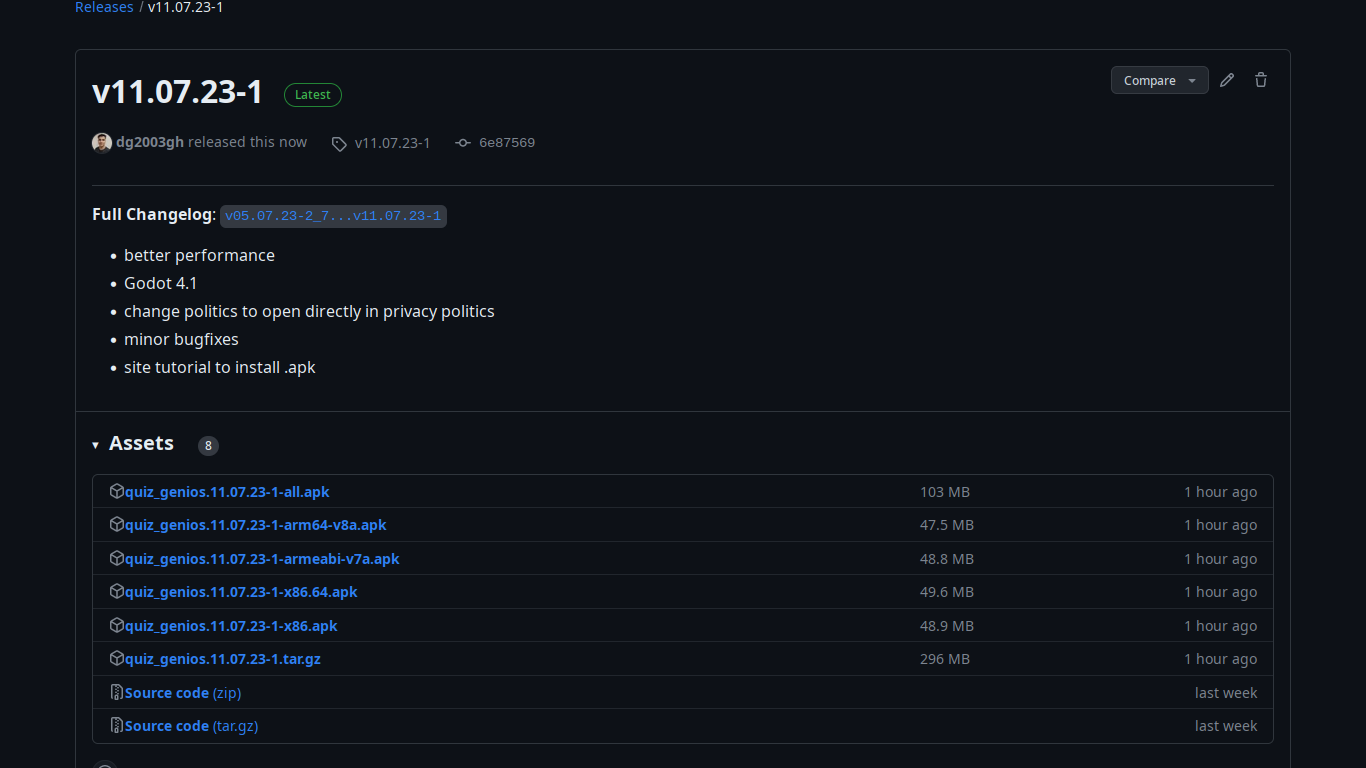 Releases / v11.07.23-1
v11.07.23-1 Latest
Compare
dg2003gh released this now v11.07.23-1 6e87569
Full Changelog: v05.07.23-2_7...v11.07.23-1
• better performance
• Godot 4.1
• change politics to open directly in privacy politics
• minor bugfixes
• site tutorial to install .apk
Assets 8
quiz_genios.11.07.23-1-all.apk 103 MB 1 hour ago
quiz_genios.11.07.23-1-arm64-v8a.apk 47.5 MB 1 hour ago
quiz_genios.11.07.23-1-armeabi-v7a.apk 48.8 MB 1 hour ago
quiz_genios.11.07.23-1-x86.64.apk 49.6 MB 1 hour ago
quiz_genios.11.07.23-1-x86.apk 48.9 MB 1 hour ago
quiz_genios.11.07.23-1.tar.gz 296 MB 1 hour ago
Source code (zip) last week
Source code (tar.gz) last week